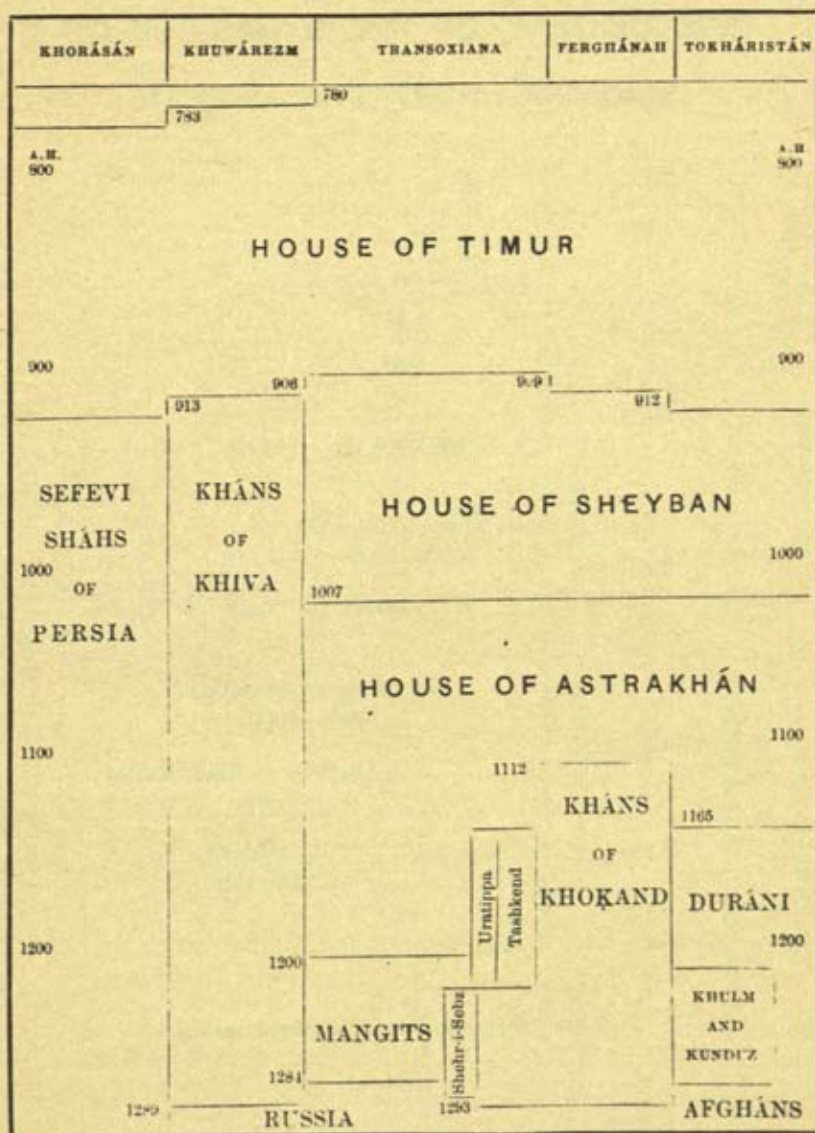 KHORÁSÁN KHUWÁREZM TRANSOXIANA FERGHÁNAH TOKHÁRISTÁN
780
783
A.H. A.H
800 800
HOUSE OF TIMUR
900 900
906 909
913 912
SEFEVI KHÁNS
HOUSE OF SHEYBAN
SHÁHS OF
1000 1000
OF KHIVA
1007
PERSIA
HOUSE OF ASTRAKHÁN
1100 1100
1112
KHÁNS
1165
OF
Uratippa
Tashkend
KHOḲAND DURÁNI
1200 1200
1200
KHULM
MANGITS AND
Shehr-i-Sebz
KUNDUZ
1284
1289 1293 AFGHÁNS
RUSSIA